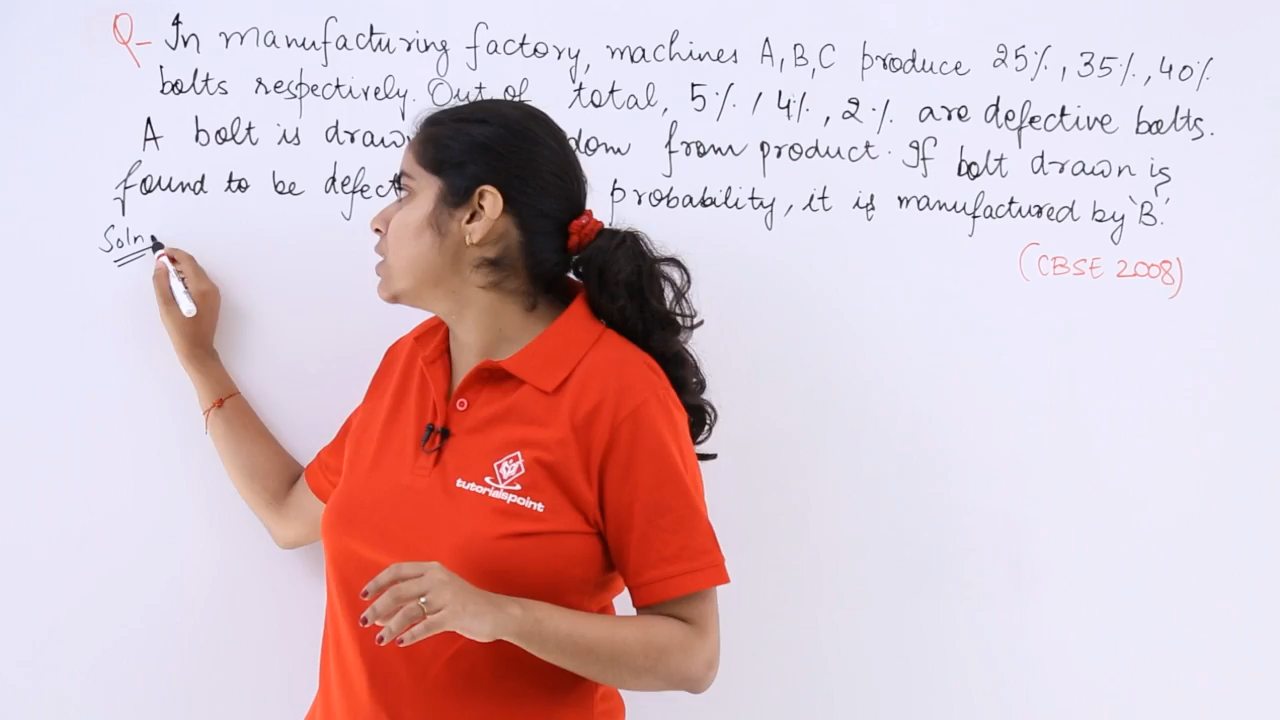 Q- In manufacturing factory, machines A, B, C produce 25%, 35%, 40%
bolts respectively. Out of total, 5%, 4%, 2% are defective bolts.
A bolt is drawn from product. If bolt drawn is
found to be probability, it is manufactured by 'B'.
(CBSE 2008)
Soln
tutorialspoint